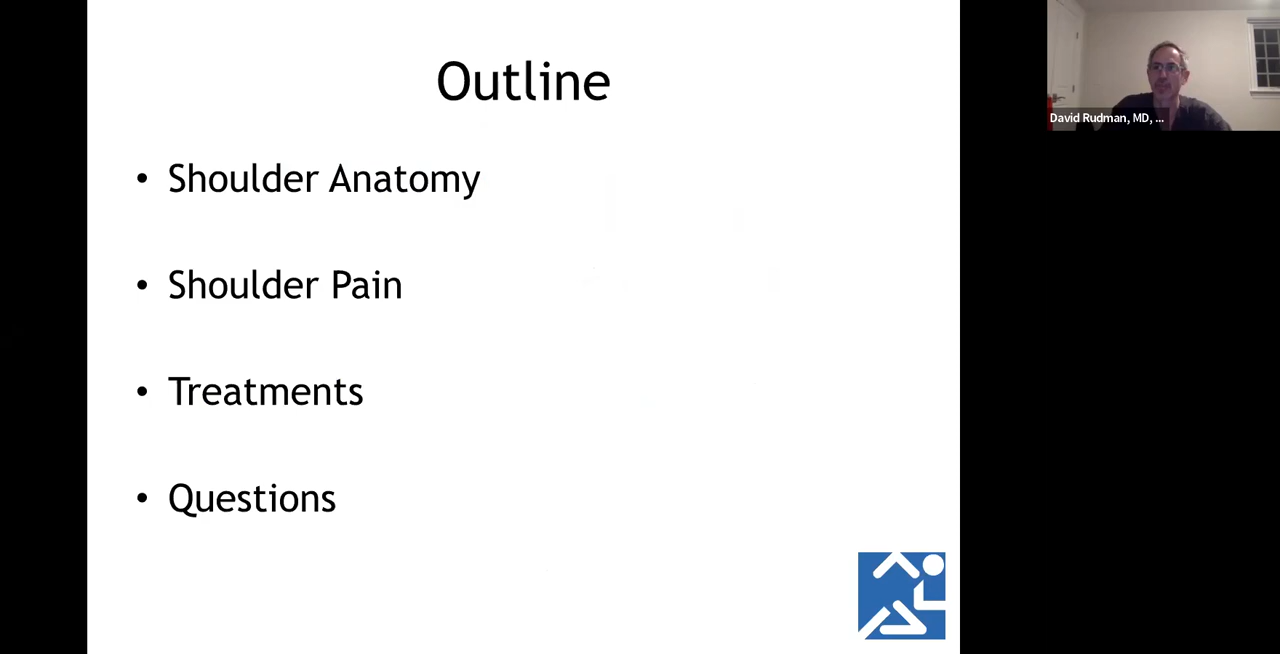 Outline
• Shoulder Anatomy
• Shoulder Pain
• Treatments
• Questions
David Rudman, MD, ...